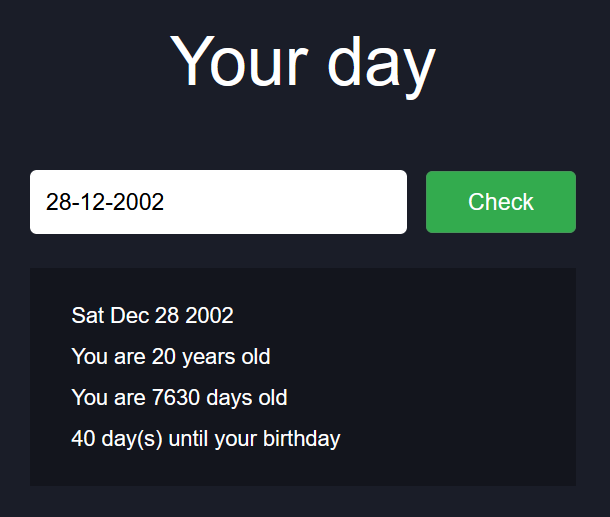 Your day
28-12-2002
Check
Sat Dec 28 2002
You are 20 years old
You are 7630 days old
40 day(s) until your birthday